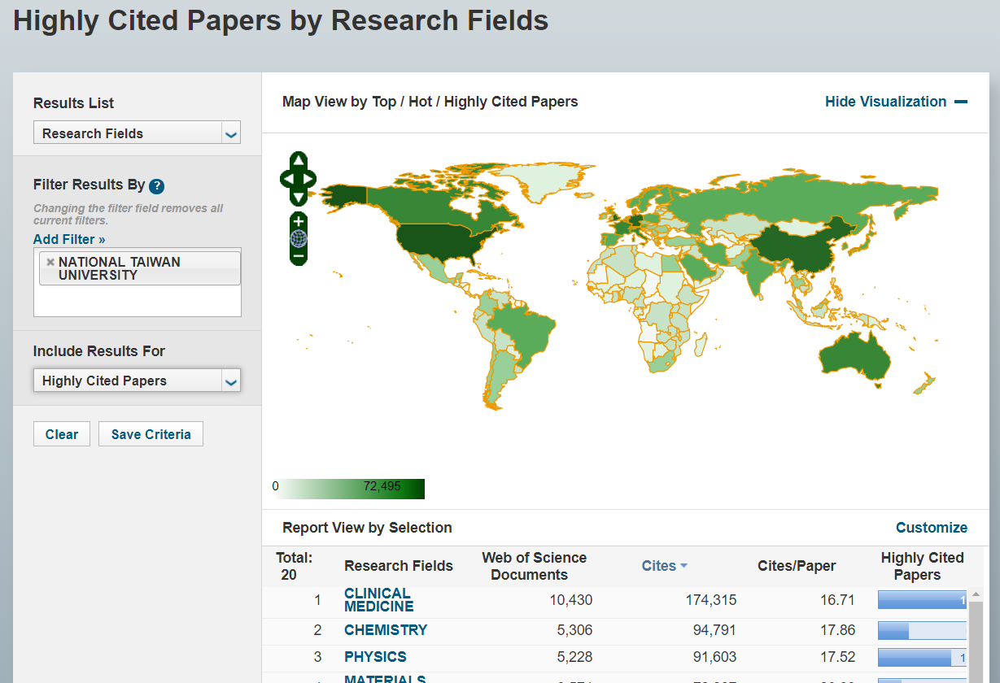 Highly Cited Papers by Research Fields
Results List
Research Fields
Filter Results By ?
Changing the filter field removes all
current filters.
Add Filter »
× NATIONAL TAIWAN
UNIVERSITY
Include Results For
Highly Cited Papers
Clear Save Criteria
Map View by Top / Hot / Highly Cited Papers
Hide Visualization
0 72,495
Report View by Selection
Customize
Total:
20
Research Fields
Web of Science
Documents
Cites
Cites/Paper
Highly Cited
Papers
1 CLINICAL
MEDICINE 10,430 174,315 16.71 1
2 CHEMISTRY 5,306 94,791 17.86
3 PHYSICS 5,228 91,603 17.52 1
MATERIALS